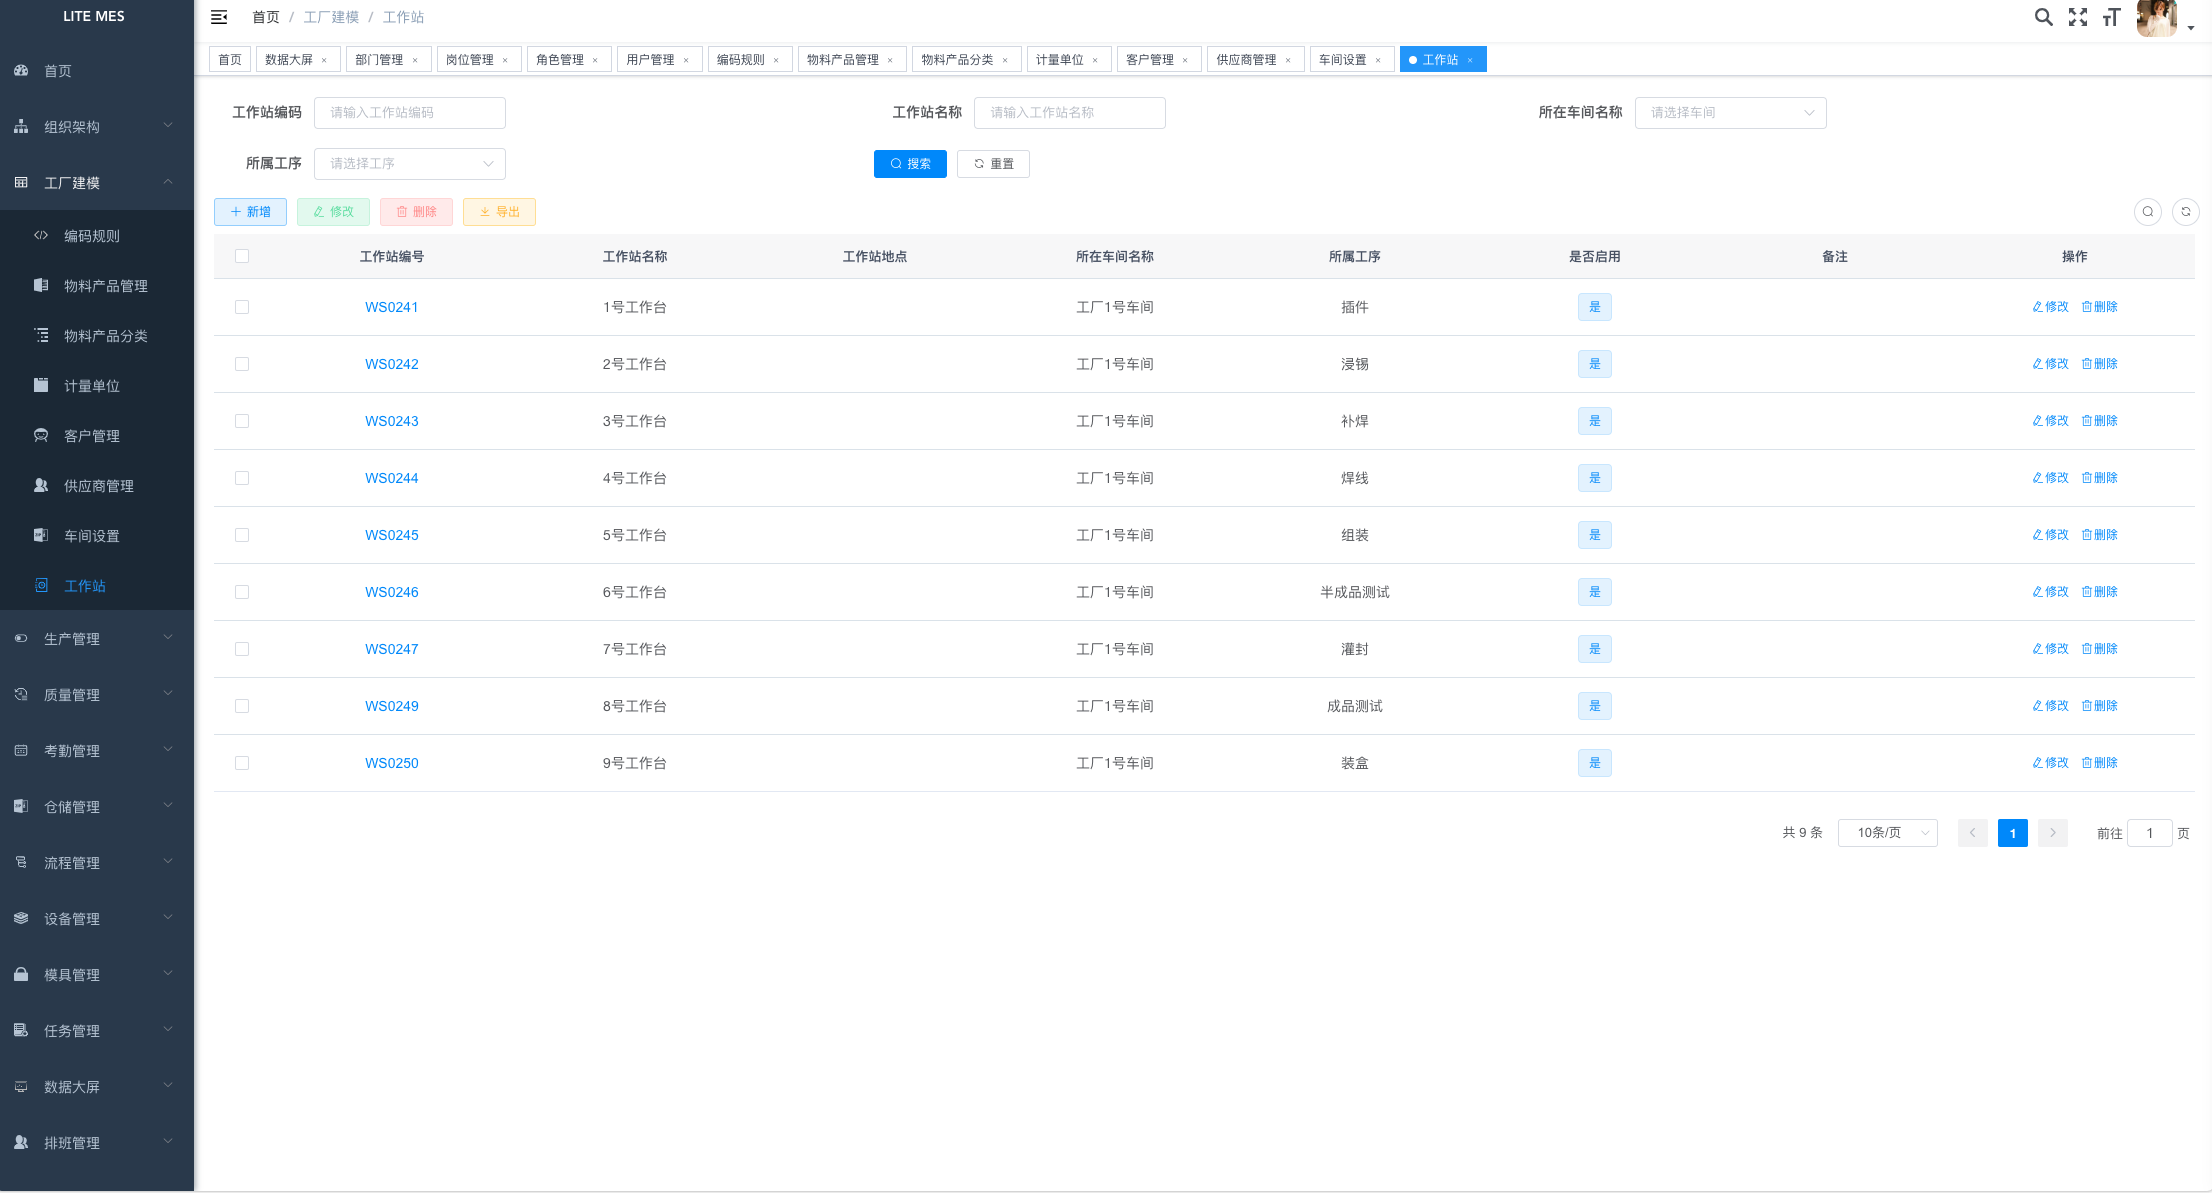 LITE MES
首页 / 工厂建模 / 工作站
首页 数据大屏 × 部门管理 × 岗位管理 × 角色管理 × 用户管理 × 编码规则 × 物料产品管理 × 物料产品分类 × 计量单位 × 客户管理 × 供应商管理 × 车间设置 × 工作站 ×
首页
组织架构
工厂建模
编码规则
物料产品管理
物料产品分类
计量单位
客户管理
供应商管理
车间设置
工作站
生产管理
质量管理
考勤管理
仓储管理
流程管理
设备管理
模具管理
任务管理
数据大屏
排班管理
工作站编码 请输入工作站编码 工作站名称 请输入工作站名称 所在车间名称 请选择车间
所属工序 请选择工序 搜索 重置
新增 修改 删除 导出
工作站编号 工作站名称 工作站地点 所在车间名称 所属工序 是否启用 备注 操作
WS0241 1号工作台 工厂1号车间 插件 是 修改 删除
WS0242 2号工作台 工厂1号车间 浸锡 是 修改 删除
WS0243 3号工作台 工厂1号车间 补焊 是 修改 删除
WS0244 4号工作台 工厂1号车间 焊线 是 修改 删除
WS0245 5号工作台 工厂1号车间 组装 是 修改 删除
WS0246 6号工作台 工厂1号车间 半成品测试 是 修改 删除
WS0247 7号工作台 工厂1号车间 灌封 是 修改 删除
WS0249 8号工作台 工厂1号车间 成品测试 是 修改 删除
WS0250 9号工作台 工厂1号车间 装盒 是 修改 删除
共 9 条 10条/页 1 前往 1 页